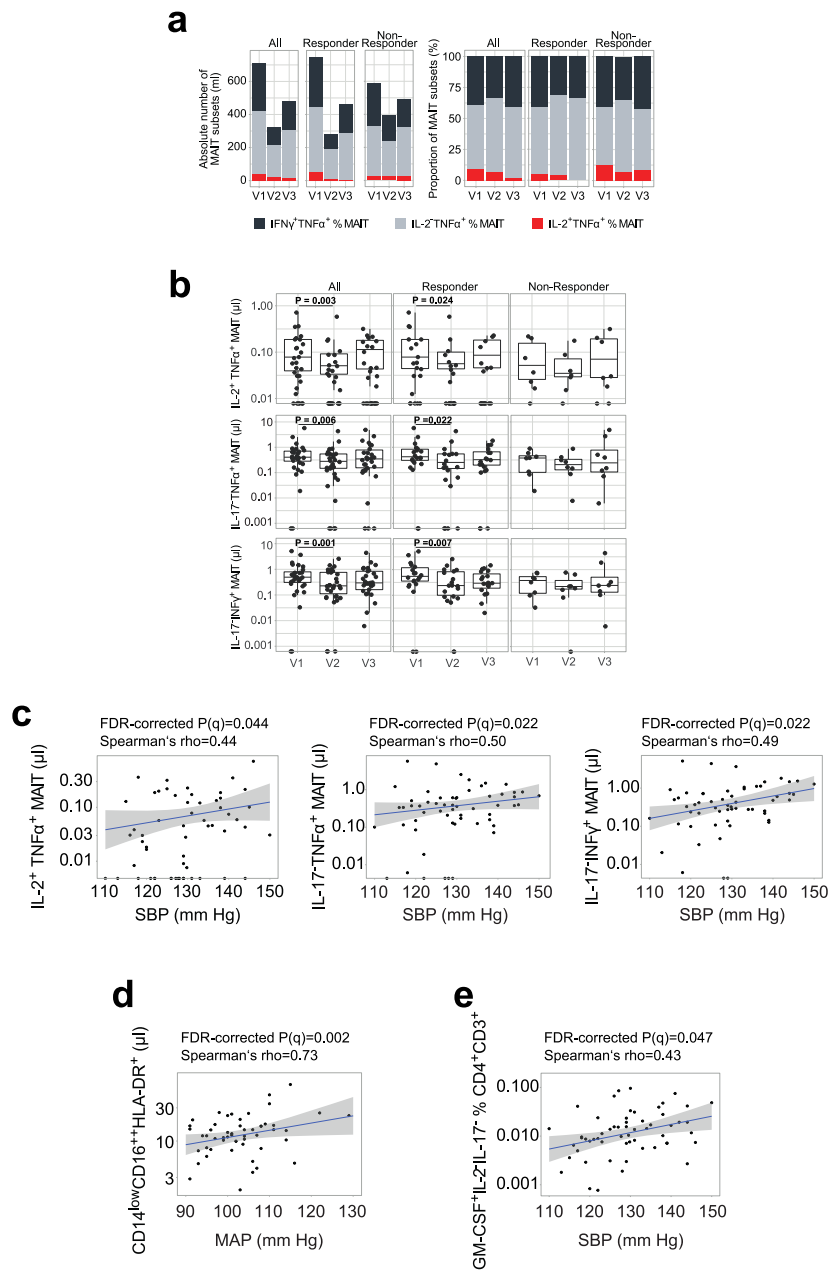 a
All
Responder
Non-
Responder
All
Responder
Non-
Responder
Absolute number of
MAIT subsets (ml)
600
400
200
0
V1 V2 V3
V1 V2 V3
V1 V2 V3
Proportion of MAIT subsets (%)
100
75
50
25
0
V1 V2 V3
V1 V2 V3
V1 V2 V3
IFNγ⁺TNFα⁺ % MAIT
IL-2⁻TNFα⁺ % MAIT
IL-2⁺TNFα⁺ % MAIT
b
All
Responder
Non-Responder
IL-2⁺ TNFα⁺ MAIT (µl)
1.00
0.10
0.01
P = 0.003
P = 0.024
IL-17⁻TNFα⁺ MAIT (µl)
10
1
0.1
0.01
0.001
P = 0.006
P = 0.022
IL-17⁻INFγ⁺ MAIT (µl)
10
1
0.1
0.01
0.001
P = 0.001
P = 0.007
V1 V2 V3
V1 V2 V3
V1 V2 V3
c
FDR-corrected P(q)=0.044
Spearman's rho=0.44
IL-2⁺ TNFα⁺ MAIT (µl)
0.30
0.10
0.03
0.01
110 120 130 140 150
SBP (mm Hg)
FDR-corrected P(q)=0.022
Spearman's rho=0.50
IL-17⁻TNFα⁺ MAIT (µl)
1.0
0.10
0.01
110 120 130 140 150
SBP (mm Hg)
FDR-corrected P(q)=0.022
Spearman's rho=0.49
IL-17⁻INFγ⁺ MAIT (µl)
1.00
0.10
0.01
110 120 130 140 150
SBP (mm Hg)
d
FDR-corrected P(q)=0.002
Spearman's rho=0.73
CD14ˡᵒʷCD16⁺⁺HLA-DR⁺ (µl)
30
10
3
90 100 110 120 130
MAP (mm Hg)
e
FDR-corrected P(q)=0.047
Spearman's rho=0.43
GM-CSF⁺IL-2⁻IL-17⁻ % CD4⁺CD3⁺
0.100
0.010
0.001
110 120 130 140 150
SBP (mm Hg)